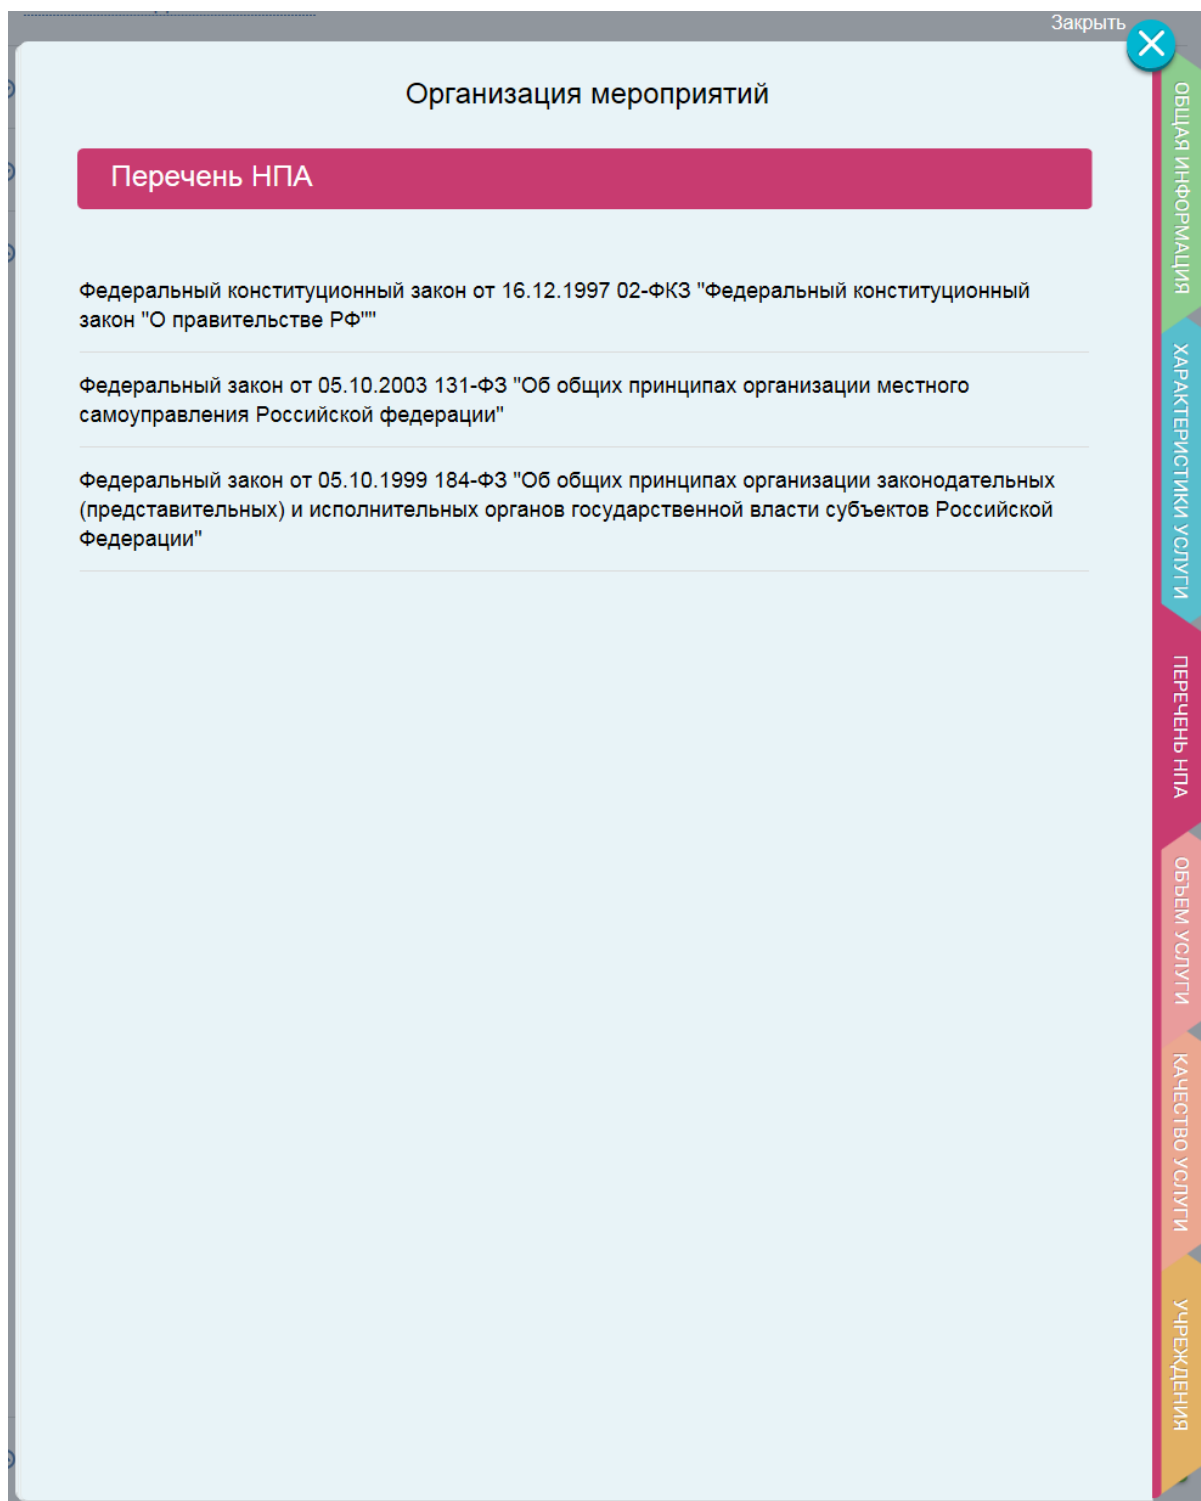 Закрыть
Организация мероприятий
Перечень НПА
Федеральный конституционный закон от 16.12.1997 02-ФКЗ "Федеральный конституционный
закон "О правительстве РФ""
Федеральный закон от 05.10.2003 131-ФЗ "Об общих принципах организации местного
самоуправления Российской федерации"
Федеральный закон от 05.10.1999 184-ФЗ "Об общих принципах организации законодательных
(представительных) и исполнительных органов государственной власти субъектов Российской
Федерации"
ОБЩАЯ ИНФОРМАЦИЯ
ХАРАКТЕРИСТИКИ УСЛУГИ
ПЕРЕЧЕНЬ НПА
ОБЪЕМ УСЛУГИ
КАЧЕСТВО УСЛУГИ
УЧРЕЖДЕНИЯ